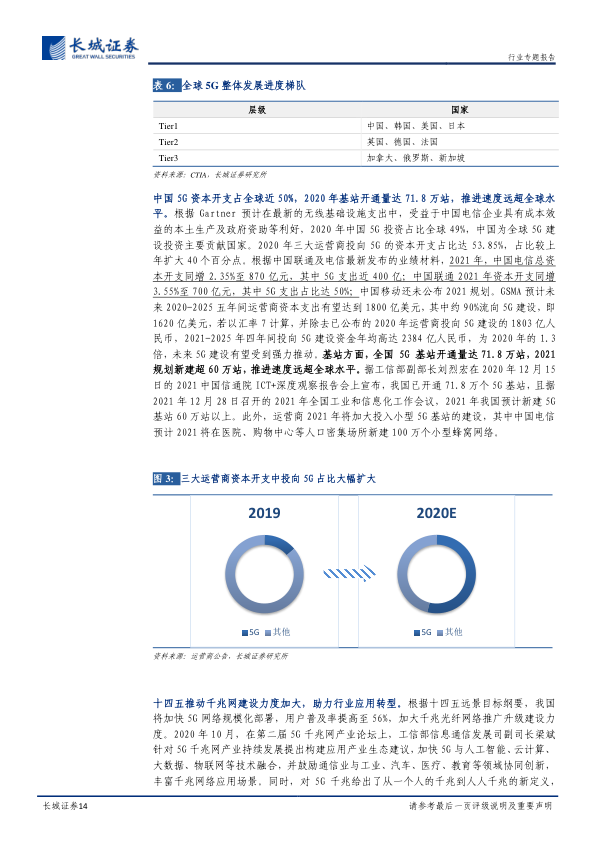 长城证券
GREAT WALL SECURITIES
行业专题报告
表 6: 全球 5G 整体发展进度梯队
层级 国家
Tier1 中国、韩国、美国、日本
Tier2 英国、德国、法国
Tier3 加拿大、俄罗斯、新加坡
资料来源：CTIA，长城证券研究所
中国 5G 资本开支占全球近 50%，2020 年基站开通量达 71.8 万站，推进速度远超全球水
平。根据 Gartner 预计在最新的无线基础设施支出中，受益于中国电信企业具有成本效
益的本土生产及政府资助等利好，2020 年中国 5G 投资占比全球 49%，中国为全球 5G 建
设投资主要贡献国家。2020 年三大运营商投向 5G 的资本开支占比达 53.85%，占比较上
年扩大 40 个百分点。根据中国联通及电信最新发布的业绩材料，2021 年，中国电信总资
本开支同增 2.35%至 870 亿元，其中 5G 支出近 400 亿；中国联通 2021 年资本开支同增
3.55%至 700 亿元，其中 5G 支出占比达 50%；中国移动还未公布 2021 规划。GSMA 预计未
来 2020-2025 五年间运营商资本支出有望达到 1800 亿美元，其中约 90%流向 5G 建设，即
1620 亿美元，若以汇率 7 计算，并除去已公布的 2020 年运营商投向 5G 建设的 1803 亿人
民币，2021-2025 年四年间投向 5G 建设资金年均高达 2384 亿人民币，为 2020 年的 1.3
倍，未来 5G 建设有望受到强力推动。基站方面，全国 5G 基站开通量达 71.8 万站，2021
规划新建超 60 万站，推进速度远超全球水平。据工信部副部长刘烈宏在 2020 年 12 月 15
日的 2021 中国信通院 ICT+深度观察报告会上宣布，我国已开通 71.8 万个 5G 基站，且据
2021 年 12 月 28 日召开的 2021 年全国工业和信息化工作会议，2021 年我国预计新建 5G
基站 60 万站以上。此外，运营商 2021 年将加大投入小型 5G 基站的建设，其中中国电信
预计 2021 将在医院、购物中心等人口密集场所新建 100 万个小型蜂窝网络。
图 3: 三大运营商资本开支中投向 5G 占比大幅扩大
2019 2020E
5G 其他 5G 其他
资料来源：运营商公告，长城证券研究所
十四五推动千兆网建设力度加大，助力行业应用转型。根据十四五远景目标纲要，我国
将加快 5G 网络规模化部署，用户普及率提高至 56%，加大千兆光纤网络推广升级建设力
度。2020 年 10 月，在第二届 5G 千兆网产业论坛上，工信部信息通信发展司副司长梁斌
针对 5G 千兆网产业持续发展提出构建应用产业生态建议，加快 5G 与人工智能、云计算、
大数据、物联网等技术融合，并鼓励通信业与工业、汽车、医疗、教育等领域协同创新，
丰富千兆网络应用场景。同时，对 5G 千兆给出了从一个人的千兆到人人千兆的新定义，
长城证券14 请参考最后一页评级说明及重要声明